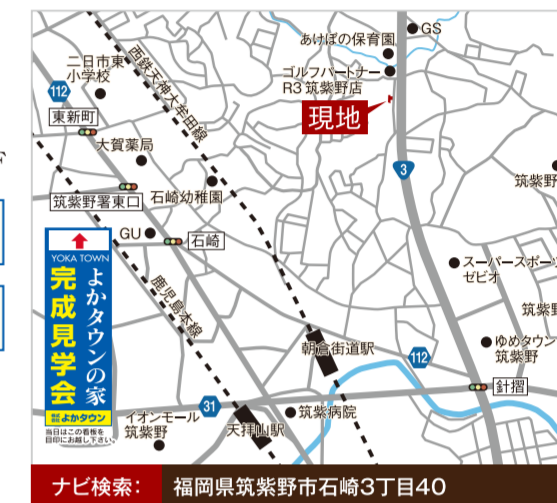 GS
あけぼの保育園
ゴルフパートナー
R3 筑紫野店
現地
二日市東
小学校
西鉄天神大牟田線
112
東新町
大賀薬局
3
筑紫野
筑紫野署東口
石崎幼稚園
GU
石崎
YOKA TOWN
よかタウンの家
完成見学会
株式会社 よかタウン
当日はこの看板を
目印にお越し下さい。
鹿児島本線
スーパースポーツ
ゼビオ
筑紫野
朝倉街道駅
112
ゆめタウン
筑紫野
針摺
31
イオンモール
筑紫野
天拝山駅
筑紫病院
ナビ検索： 福岡県筑紫野市石崎3丁目40